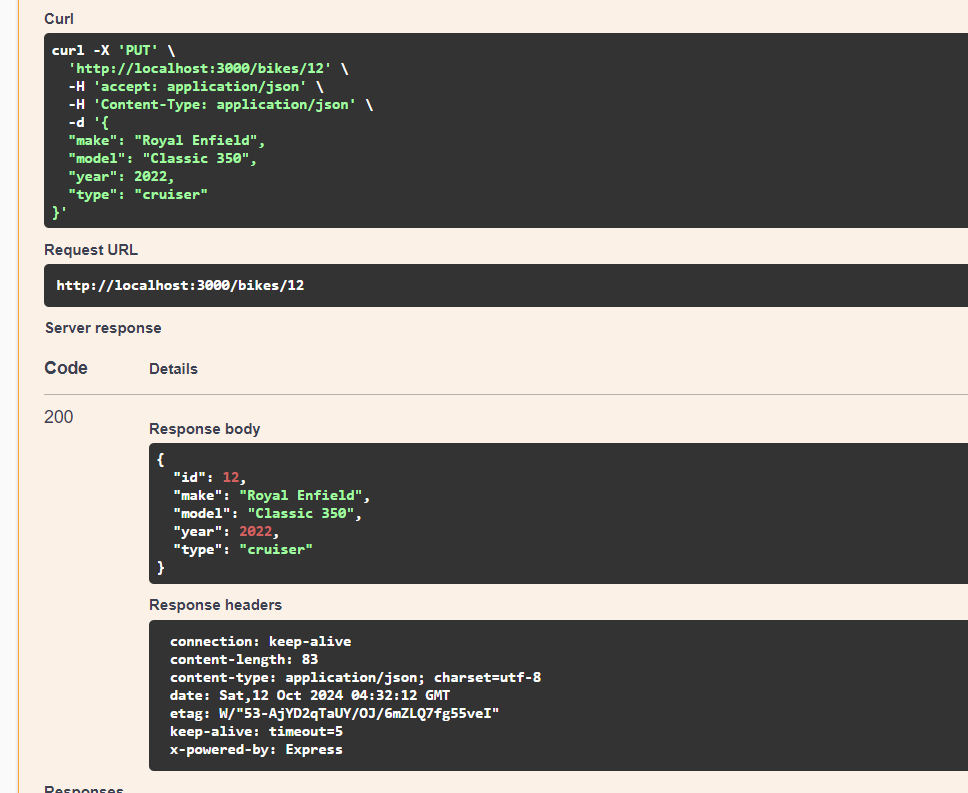 Curl
curl -X 'PUT' \
'http://localhost:3000/bikes/12' \
-H 'accept: application/json' \
-H 'Content-Type: application/json' \
-d '{
"make": "Royal Enfield",
"model": "Classic 350",
"year": 2022,
"type": "cruiser"
}'
Request URL
http://localhost:3000/bikes/12
Server response
Code Details
200
Response body
{
"id": 12,
"make": "Royal Enfield",
"model": "Classic 350",
"year": 2022,
"type": "cruiser"
}
Response headers
connection: keep-alive
content-length: 83
content-type: application/json; charset=utf-8
date: Sat,12 Oct 2024 04:32:12 GMT
etag: W/"53-AjYD2qTaUY/OJ/6mZLQ7fg55veI"
keep-alive: timeout=5
x-powered-by: Express
Responses